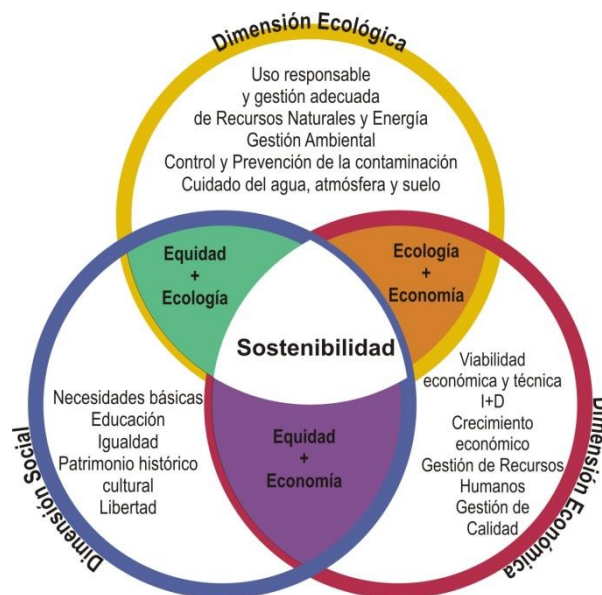 Dimensión Ecológica
Uso responsable
y gestión adecuada
de Recursos Naturales y Energía
Gestión Ambiental
Control y Prevención de la contaminación
Cuidado del agua, atmósfera y suelo
Equidad
+
Ecología
Ecología
+
Economía
Sostenibilidad
Necesidades básicas
Educación
Igualdad
Patrimonio histórico
cultural
Libertad
Dimensión Social
Equidad
+
Economía
Viabilidad
económica y técnica
I+D
Crecimiento
económico
Gestión de Recursos
Humanos
Gestión de
Calidad
Dimensión Económica